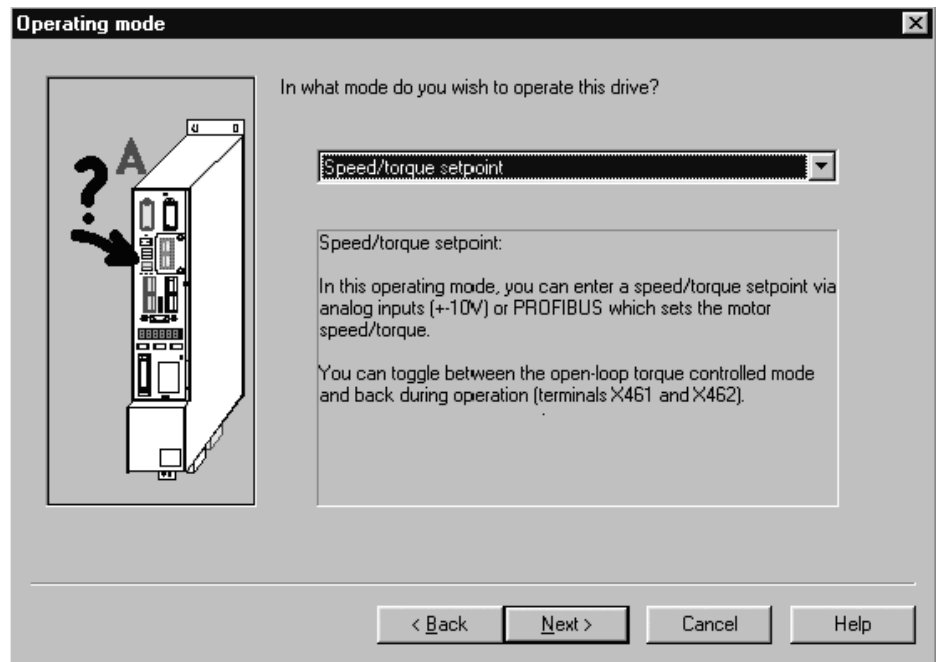 Operating mode
In what mode do you wish to operate this drive?
? A
Speed/torque setpoint
Speed/torque setpoint:
In this operating mode, you can enter a speed/torque setpoint via
analog inputs (+-10V) or PROFIBUS which sets the motor
speed/torque.
You can toggle between the open-loop torque controlled mode
and back during operation (terminals X461 and X462).
< Back Next > Cancel Help